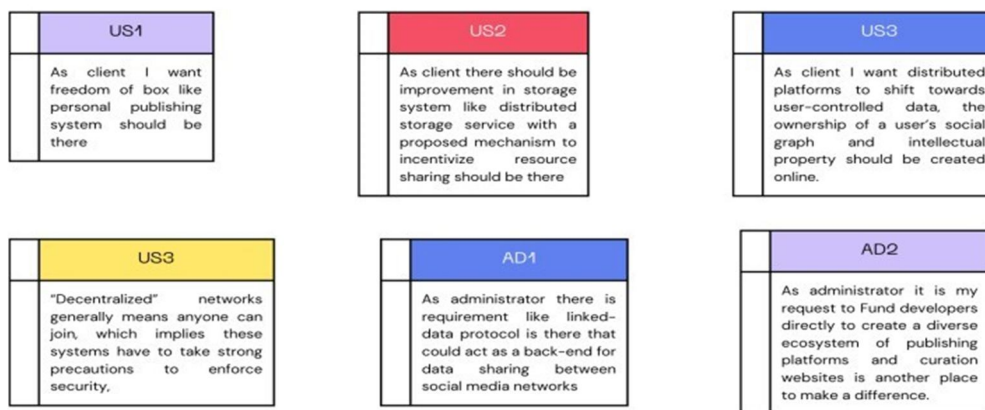 US1
As client I want
freedom of box like
personal publishing
system should be
there
US2
As client there should be
improvement in storage
system like distributed
storage service with a
proposed mechanism to
incentivize resource
sharing should be there
US3
As client I want distributed
platforms to shift towards
user-controlled data, the
ownership of a user's social
graph and intellectual
property should be created
online.
US3
"Decentralized" networks
generally means anyone can
join, which implies these
systems have to take strong
precautions to enforce
security,
AD1
As administrator there is
requirement like linked-
data protocol is there that
could act as a back-end for
data sharing between
social media networks
AD2
As administrator it is my
request to Fund developers
directly to create a diverse
ecosystem of publishing
platforms and curation
websites is another place
to make a difference.